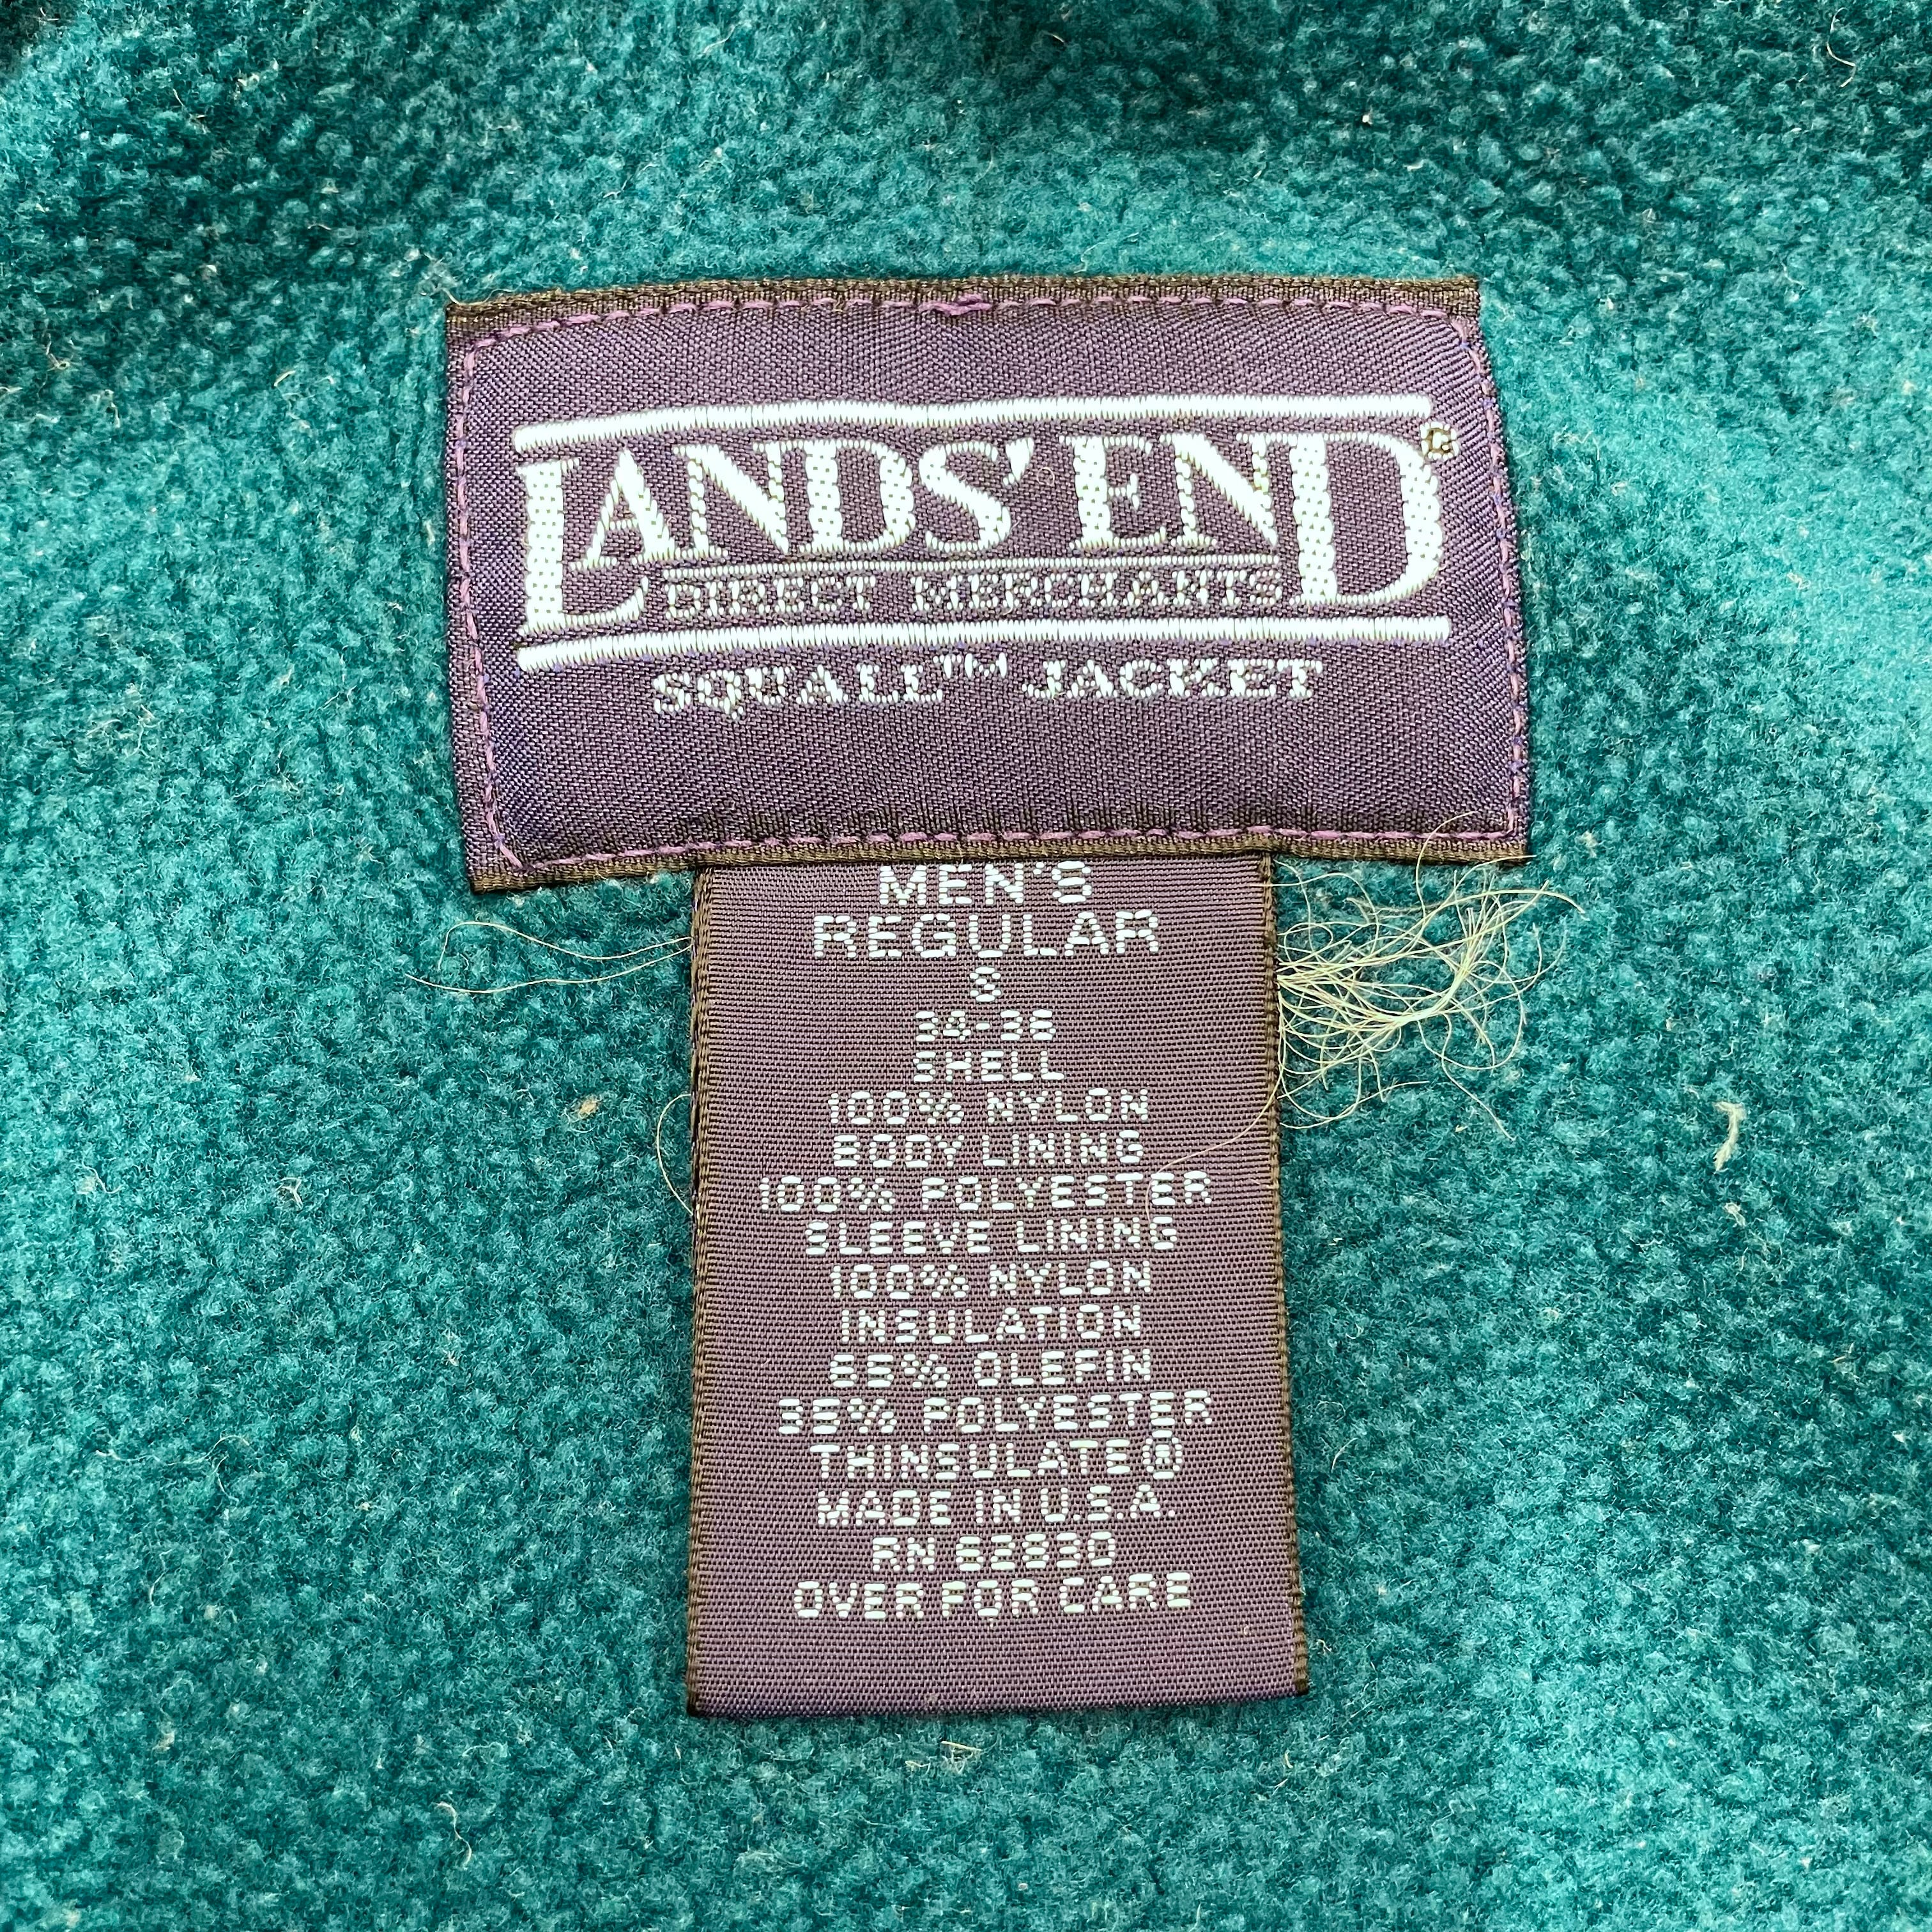 LANDS' END®
DIRECT MERCHANTS
SQUALL™ JACKET
MEN'S
REGULAR
S
34-36
SHELL
100% NYLON
BODY LINING
100% POLYESTER
SLEEVE LINING
100% NYLON
INSULATION
65% OLEFIN
35% POLYESTER
THINSULATE®
MADE IN U.S.A.
RN
OVER FOR CARE